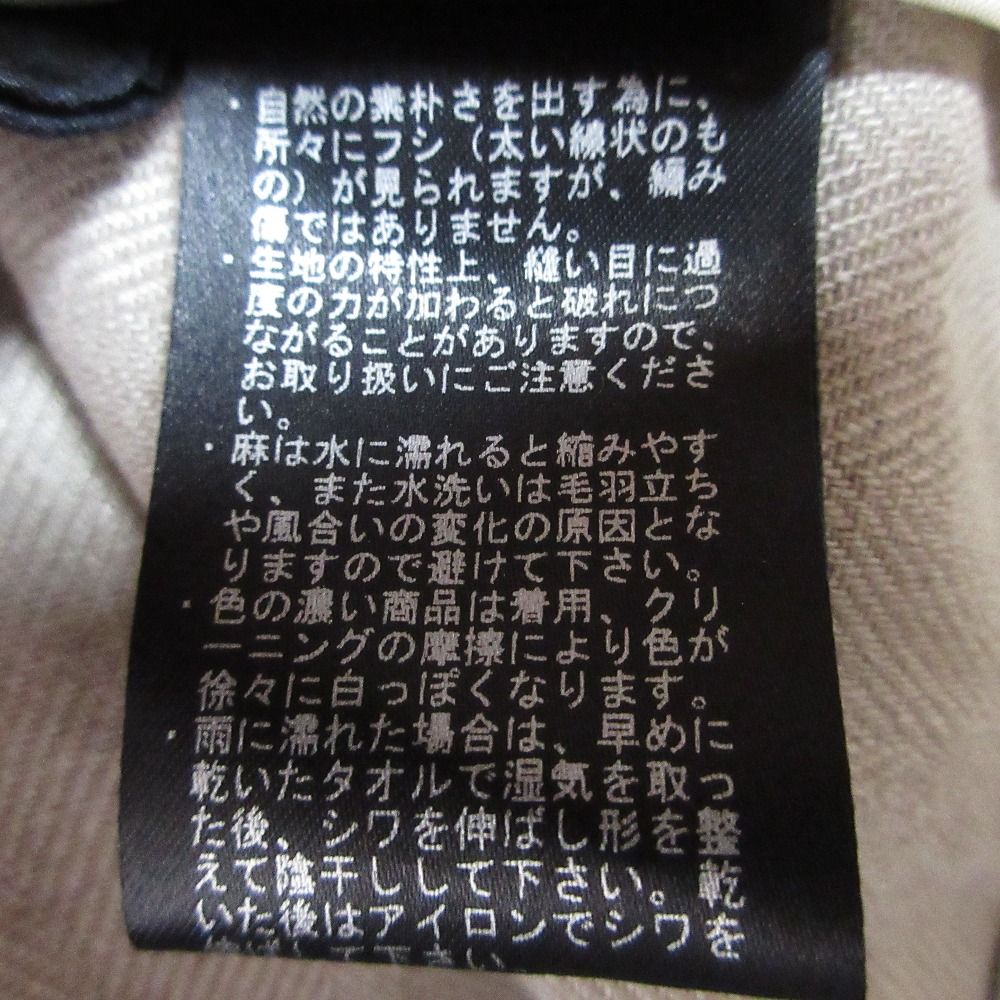 ・自然の素朴さを出す為に、
所々にフシ（太い線状のも
の）が見られますが、編み
傷ではありません。
・生地の特性上、縫い目に過
度の力が加わると破れにつ
ながることがありますので、
お取り扱いにご注意くださ
い。
・麻は水に濡れると縮みやす
く、また水洗いは毛羽立ち
や風合いの変化の原因とな
りますので避けて下さい。
・色の濃い商品は着用、クリ
ーニングの摩擦により色が
徐々に白っぽくなります。
・雨に濡れた場合は、早めに
乾いたタオルで湿気を取っ
た後、シワを伸ばし形を整
えて陰干しして下さい。乾
いた後はアイロンでシワを
伸ばして下さい